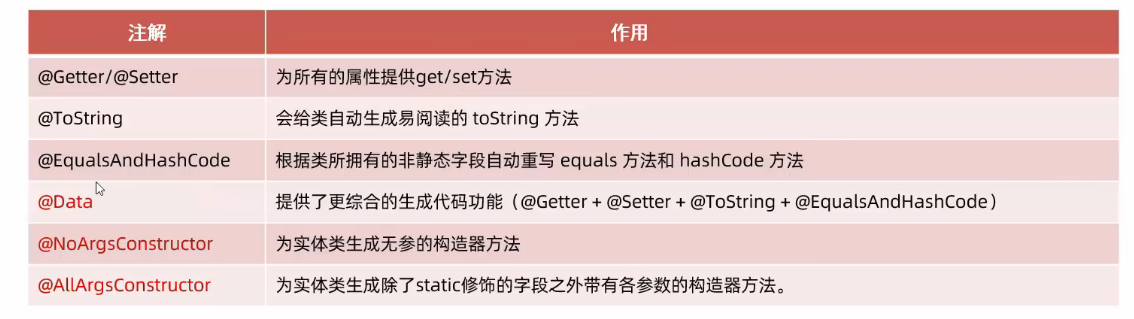 注解 作用
@Getter/@Setter 为所有的属性提供get/set方法
@ToString 会给类自动生成易阅读的 toString 方法
@EqualsAndHashCode 根据类所拥有的非静态字段自动重写 equals 方法和 hashCode 方法
@Data 提供了更综合的生成代码功能（@Getter + @Setter + @ToString + @EqualsAndHashCode）
@NoArgsConstructor 为实体类生成无参的构造器方法
@AllArgsConstructor 为实体类生成除了static修饰的字段之外带有各参数的构造器方法。